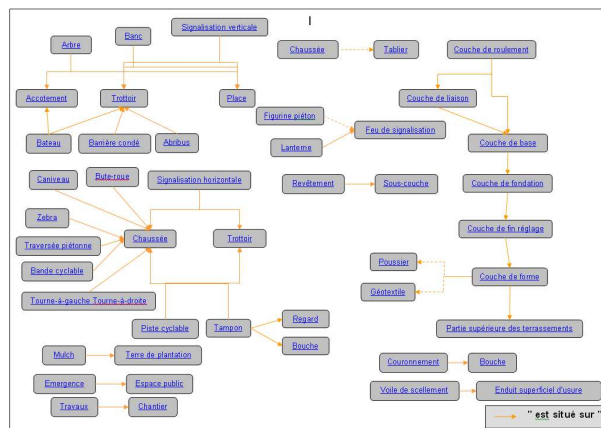 I
Signalisation verticale
Banc
Arbre
Chaussée
Tablier
Couche de roulement
Accotement
Trottoir
Place
Couche de liaison
Figurine piéton
Feu de signalisation
Bateau
Barrière condé
Abribus
Lanterne
Couche de base
Caniveau
Bute-roue
Signalisation horizontale
Revêtement
Sous-couche
Couche de fondation
Zebra
Chaussée
Trottoir
Couche de fin réglage
Traversée piétonne
Bande cyclable
Poussier
Couche de forme
Géotextile
Tourne-à-gauche Tourne-à-droite
Piste cyclable
Tampon
Regard
Partie supérieure des terrassements
Bouche
Mulch
Terre de plantation
Couronnement
Bouche
Emergence
Espace public
Voile de scellement
Enduit superficiel d'usure
Travaux
Chantier
" est situé sur "